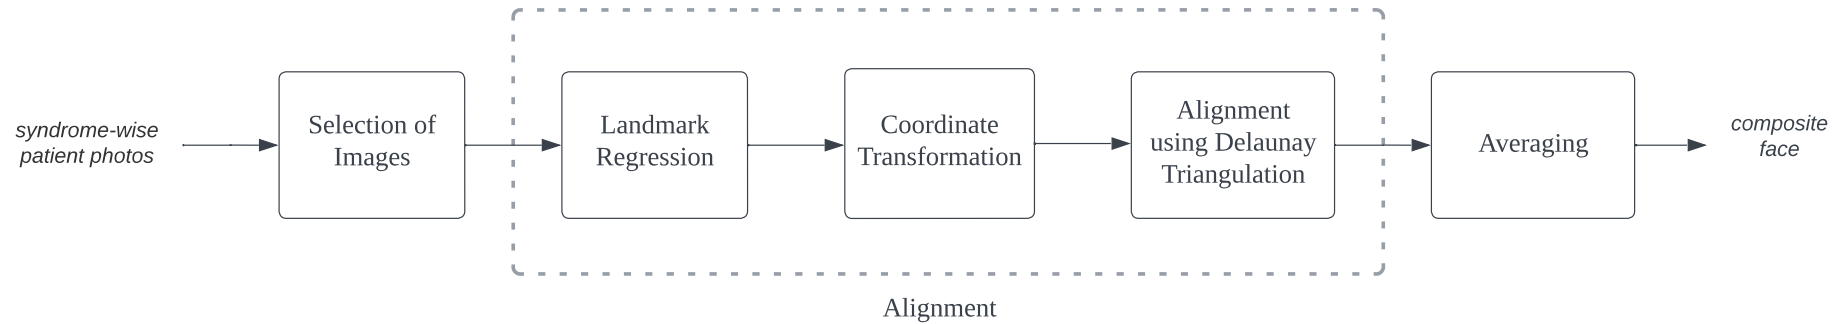 syndrome-wise
patient photos
Selection of
Images
Landmark
Regression
Coordinate
Transformation
Alignment
using Delaunay
Triangulation
Averaging
composite
face
Alignment